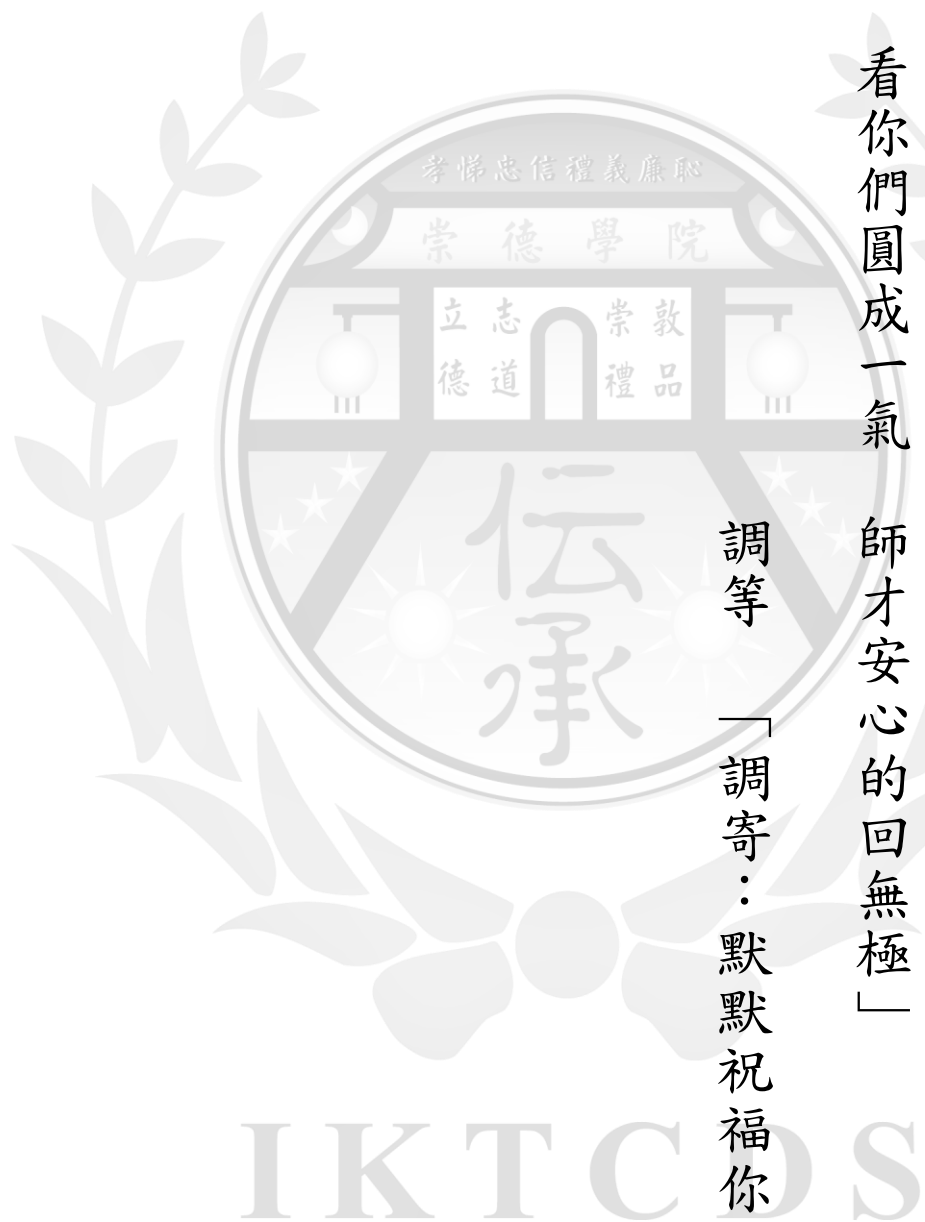 看你們圓成一氣　師才安心的回無極」
調等　「調寄：默默祝福你
孝悌忠信禮義廉恥
崇德學院
立志　崇敦
德道　禮品
伝承
IKTCDS